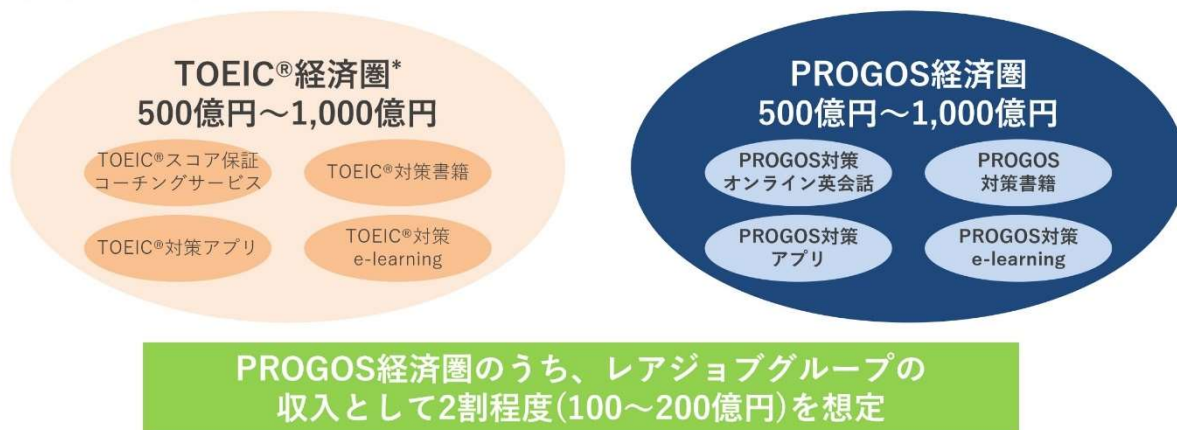 TOEIC®経済圏*
500億円～1,000億円
TOEIC®スコア保証
コーチングサービス
TOEIC®対策書籍
TOEIC®対策アプリ
TOEIC®対策
e-learning
PROGOS経済圏
500億円～1,000億円
PROGOS対策
オンライン英会話
PROGOS
対策書籍
PROGOS対策
アプリ
PROGOS対策
e-learning
PROGOS経済圏のうち、レアジョブグループの
収入として2割程度(100～200億円)を想定